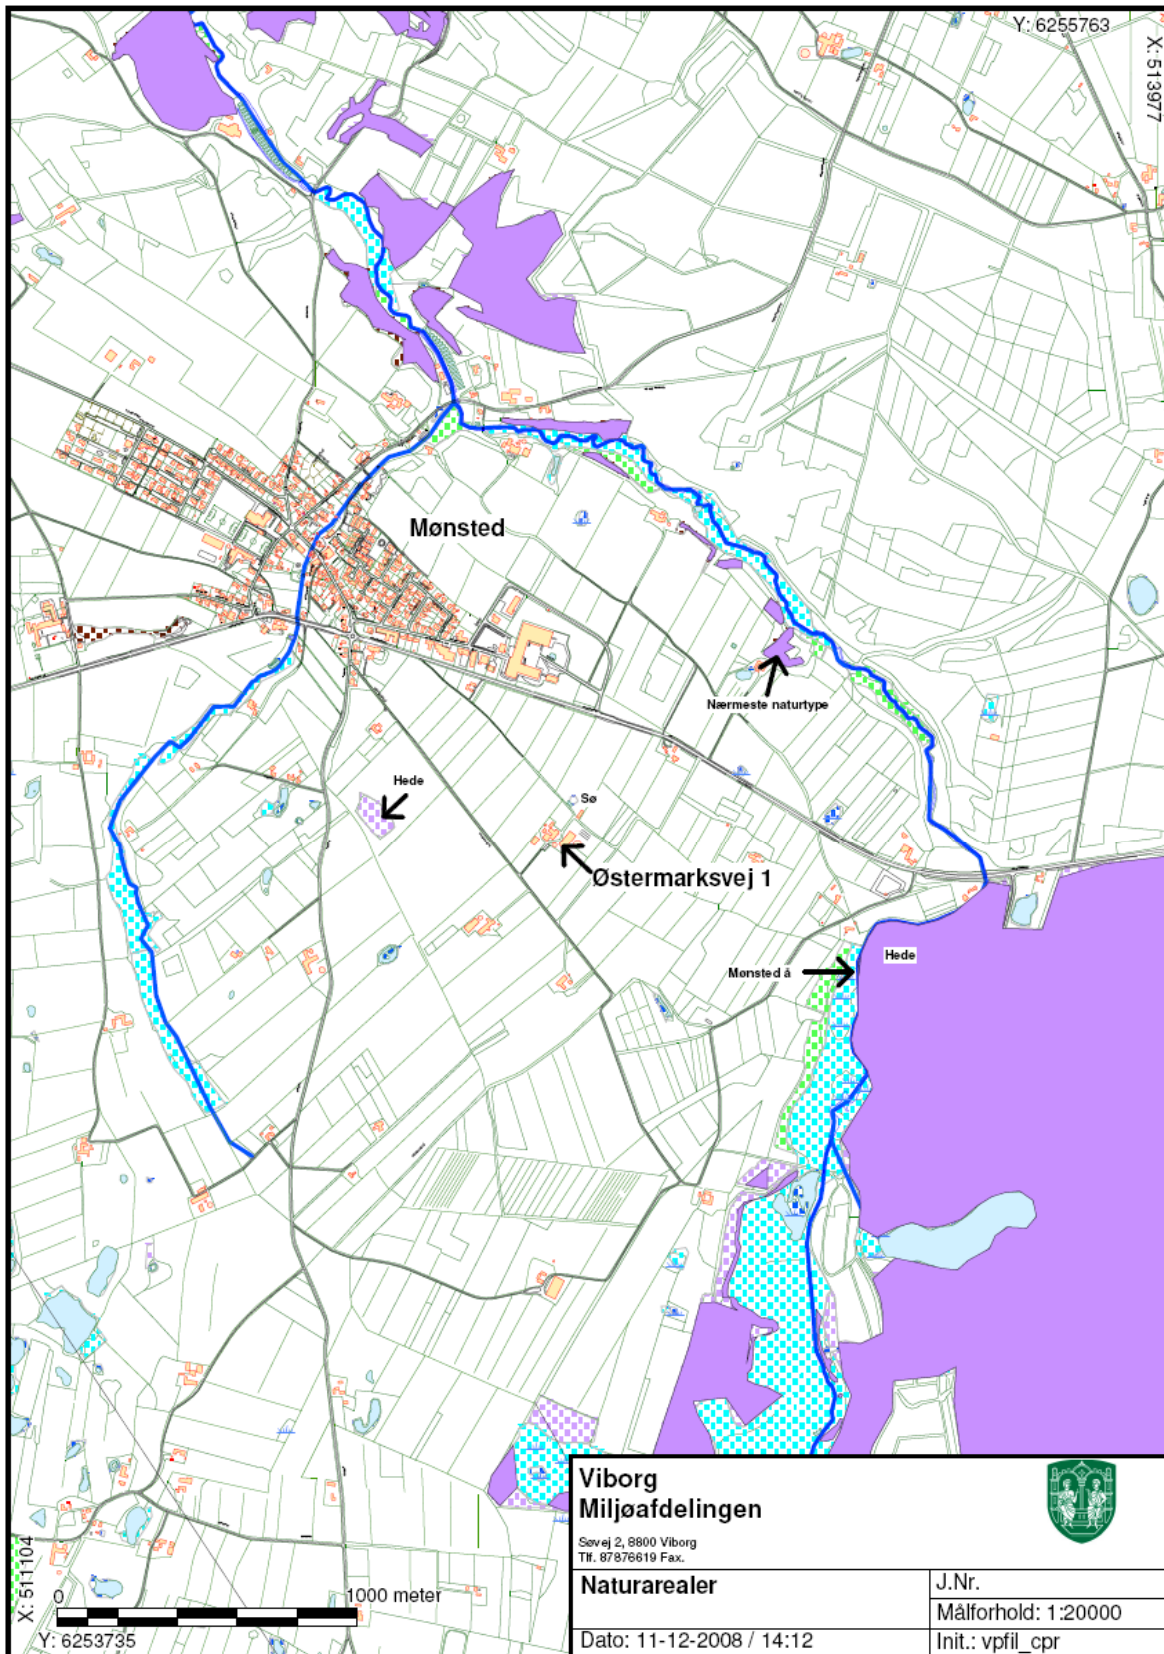 Y: 6255763
X: 513977
Mønsted
Nærmeste naturtype
Hede
Sø
Østermarksvej 1
Hede
Mønsted å
X: 511104
0
1000 meter
Y: 6253735
Viborg
Miljøafdelingen
Søvej 2, 8800 Viborg
Tlf. 87876619 Fax.
Naturarealer
J.Nr.
Målforhold: 1:20000
Dato: 11-12-2008 / 14:12
Init.: vpfil_cpr